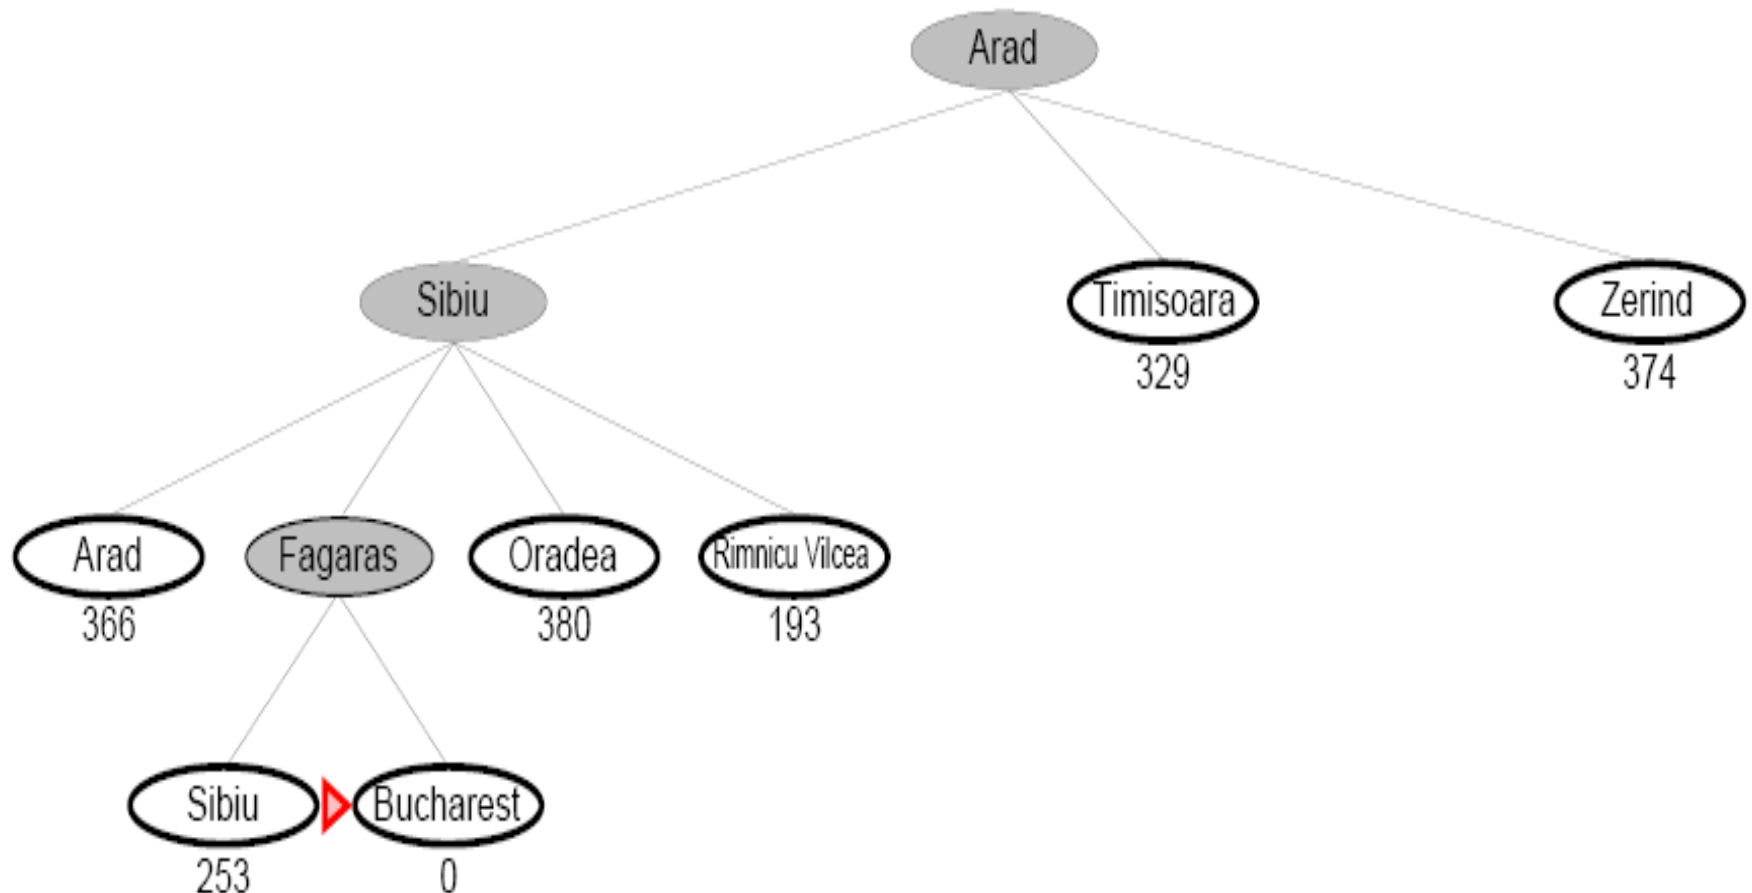 Arad
Sibiu
Timisoara
Zerind
329
374
Arad
Fagaras
Oradea
Rimnicu Vilcea
366
380
193
Sibiu
Bucharest
253
0